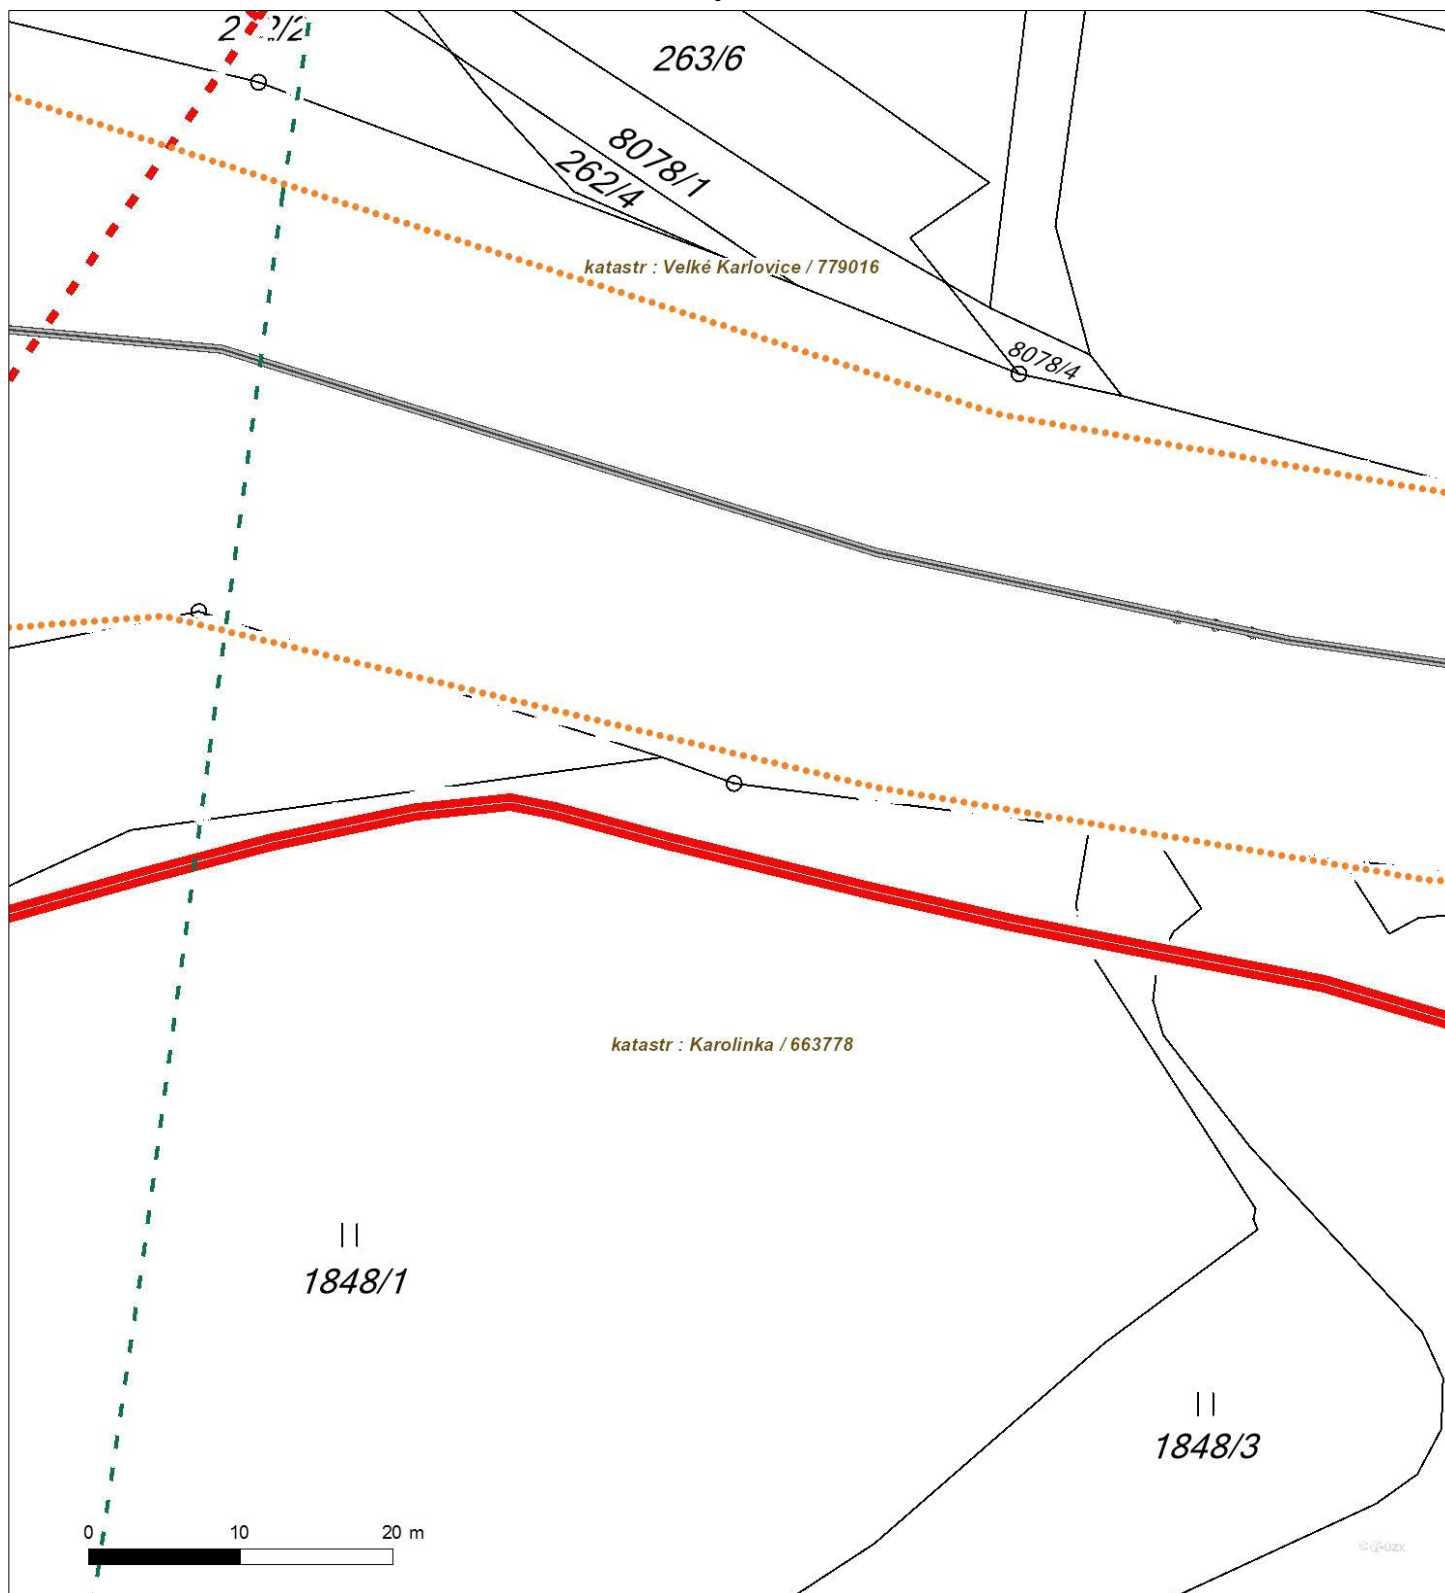 263/6
8078/1
262/4
katastr : Velké Karlovice / 779016
8078/4
katastr : Karolinka / 663778
1848/1
1848/3
0 10 20 m